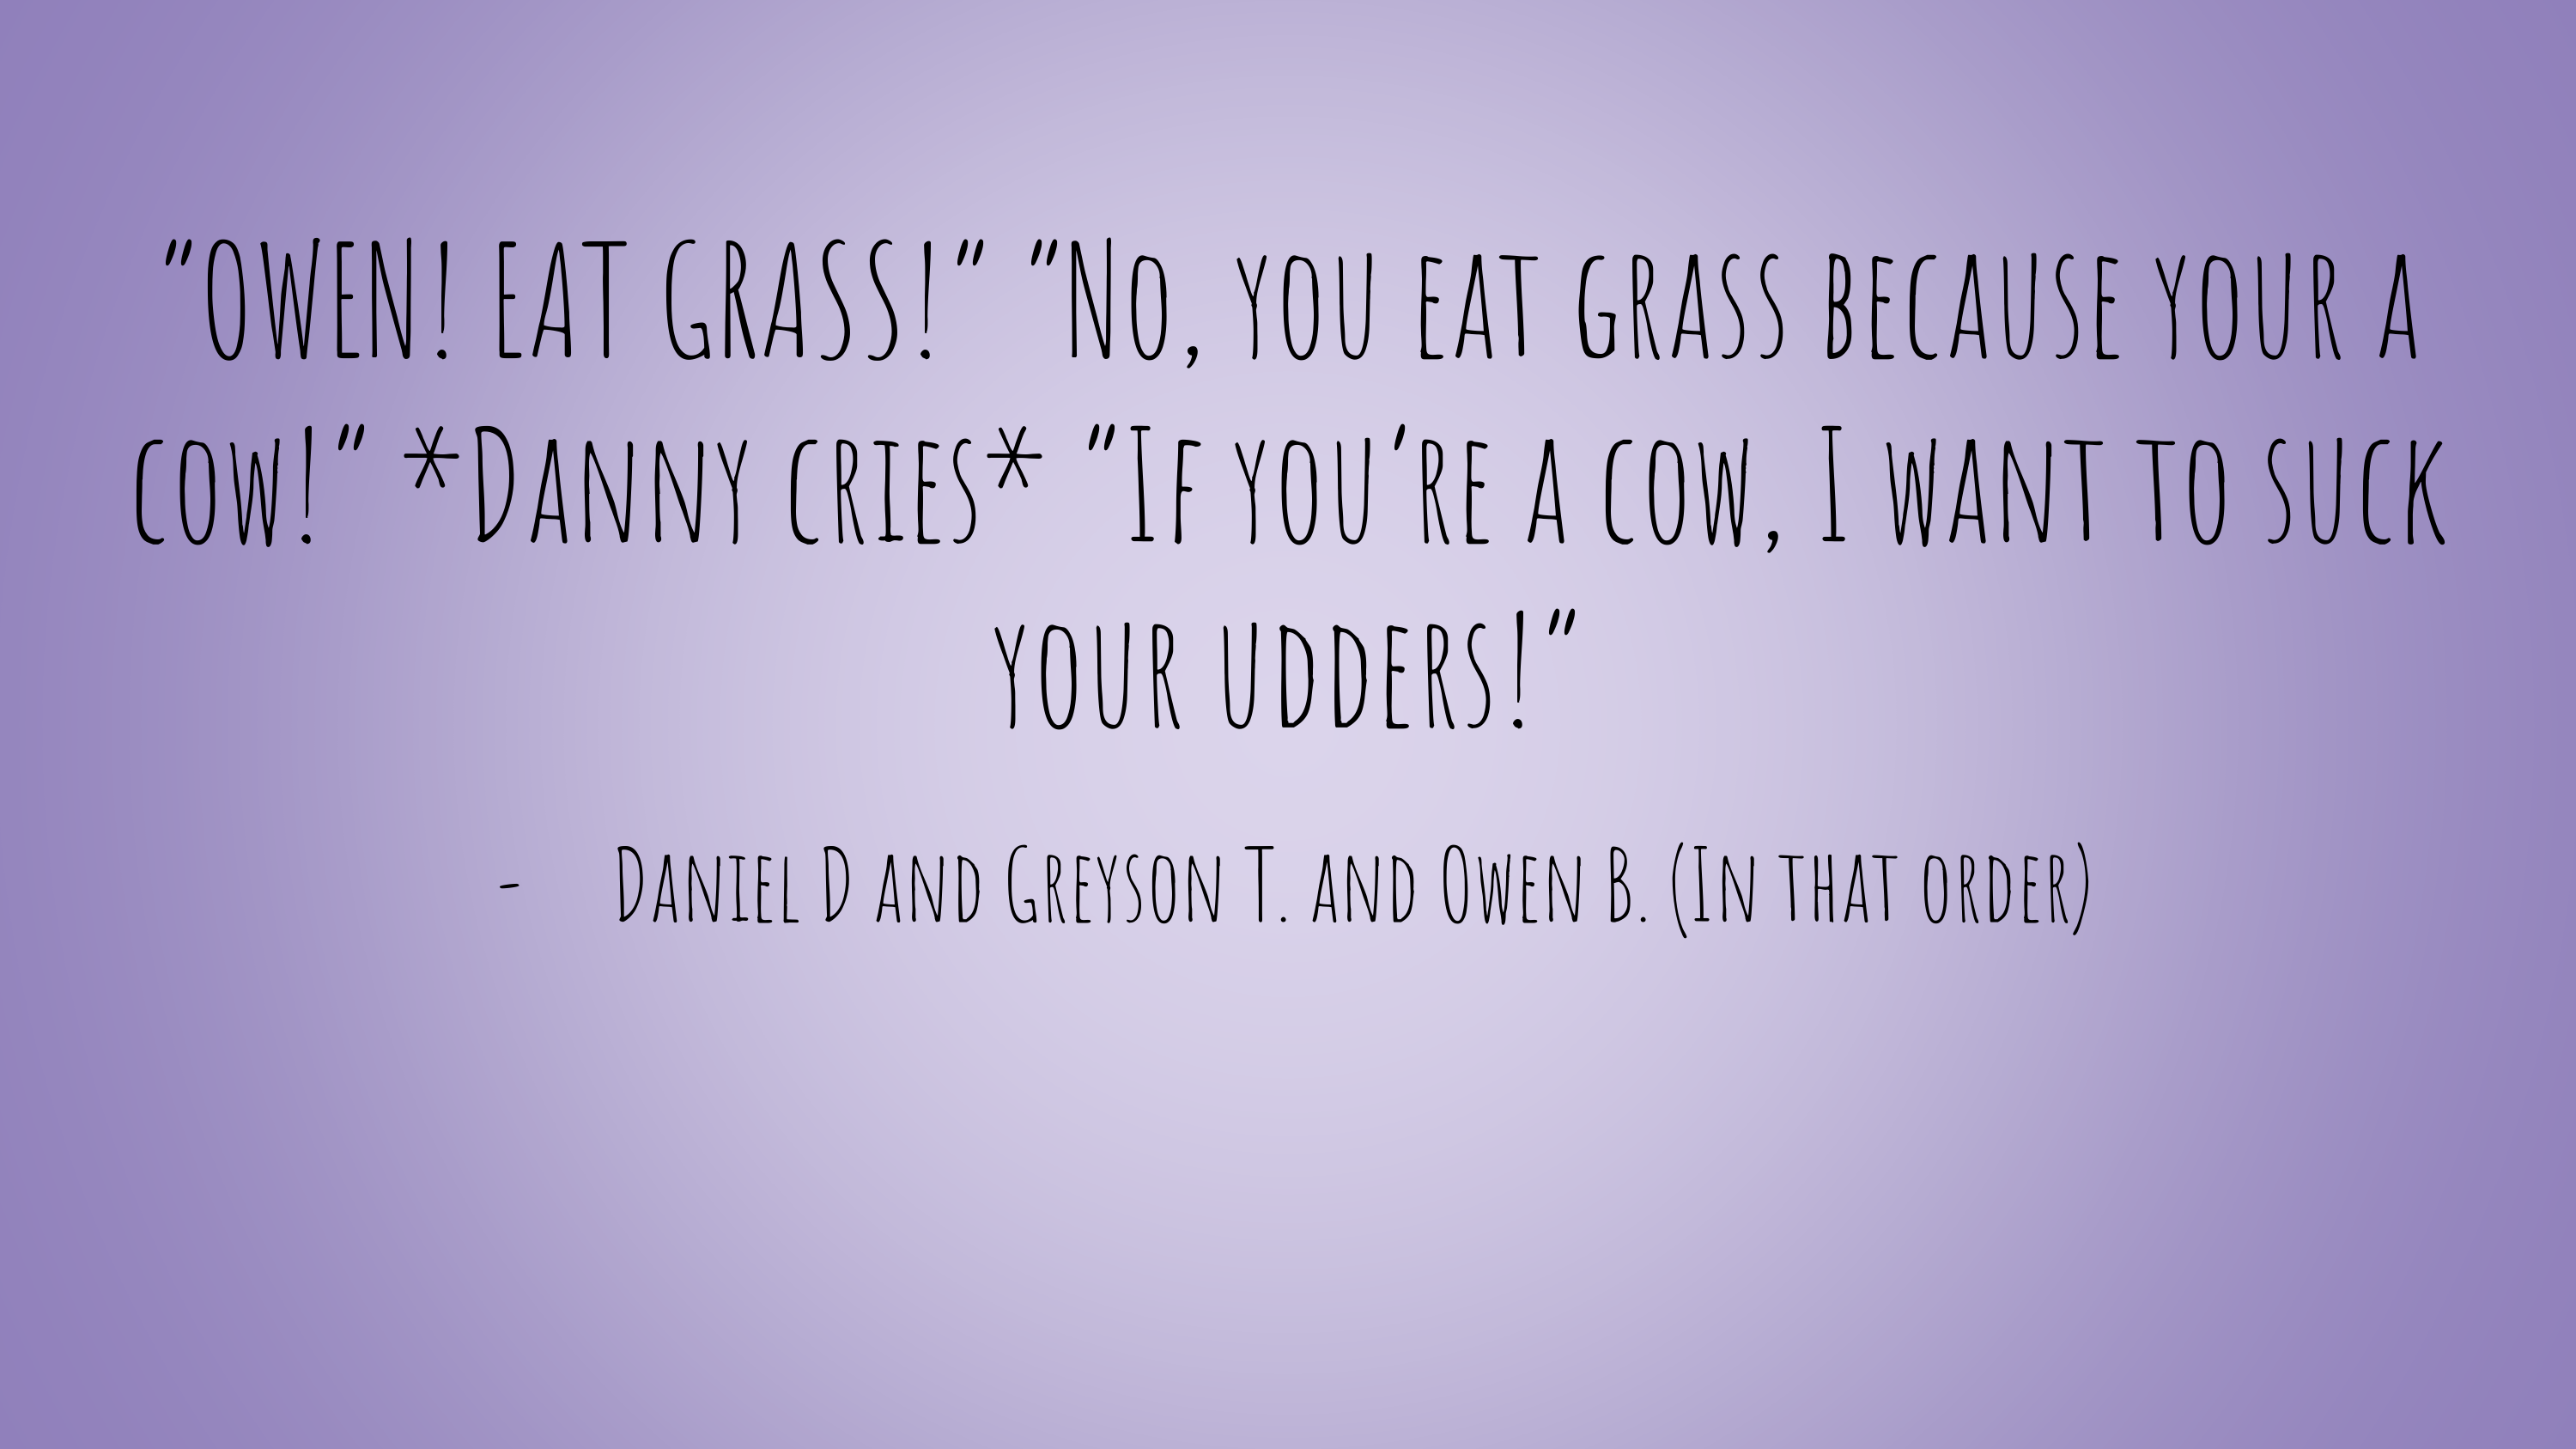 "OWEN! EAT GRASS!" "No, you eat grass because your a
cow!" *Danny cries* "If you're a cow, I want to suck
your udders!"
- Daniel D and Greyson T. and Owen B. (In that order)